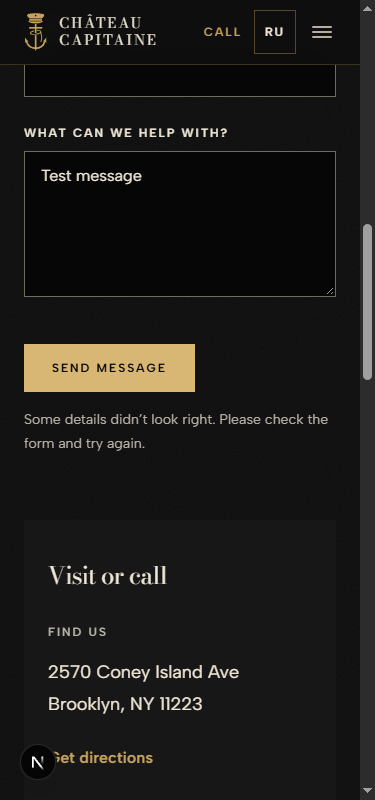 CHÂTEAU
CAPITAINE
CALL
RU
WHAT CAN WE HELP WITH?
Test message
SEND MESSAGE
Some details didn’t look right. Please check the
form and try again.
Visit or call
FIND US
2570 Coney Island Ave
Brooklyn, NY 11223
N
Get directions